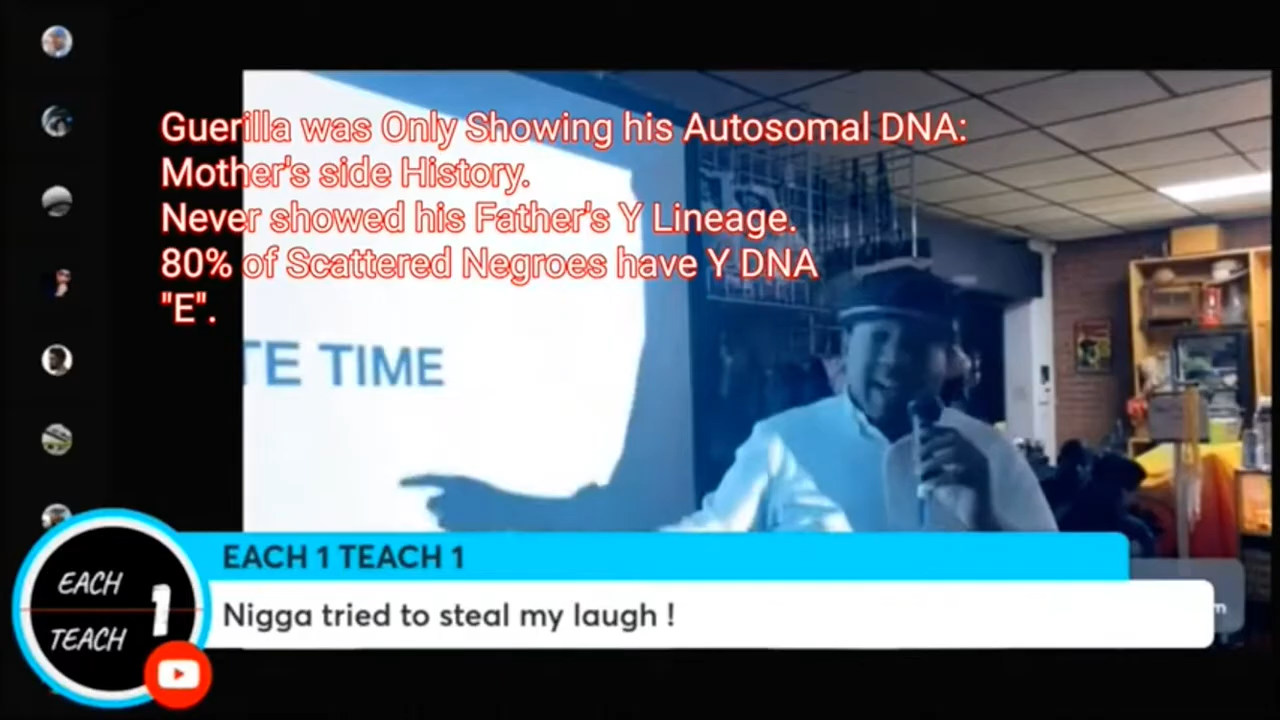 Guerilla was Only Showing his Autosomal DNA:
Mother's side History.
Never showed his Father's Y Lineage.
80% of Scattered Negroes have Y DNA
"E".
TE TIME
EACH 1 TEACH 1
Nigga tried to steal my laugh !
EACH
1
TEACH
m